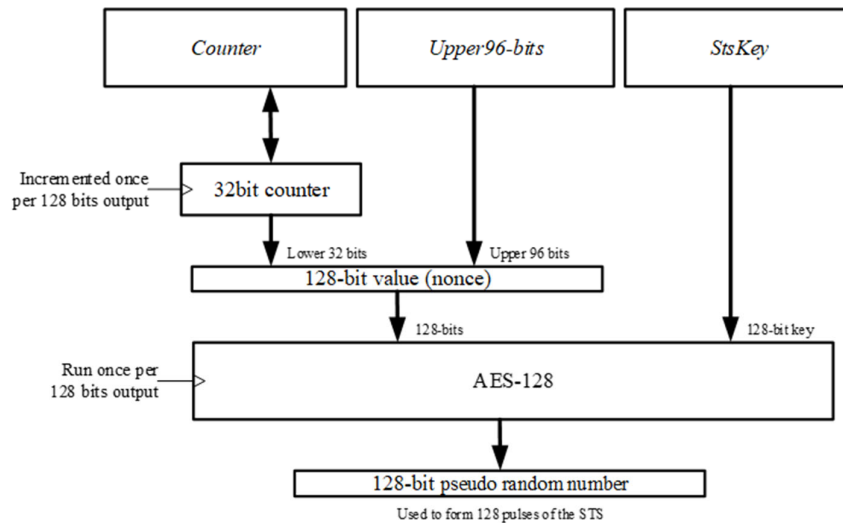 Counter
Upper96-bits
StsKey
Incremented once
per 128 bits output
32bit counter
Lower 32 bits
Upper 96 bits
128-bit value (nonce)
128-bits
128-bit key
Run once per
128 bits output
AES-128
128-bit pseudo random number
Used to form 128 pulses of the STS